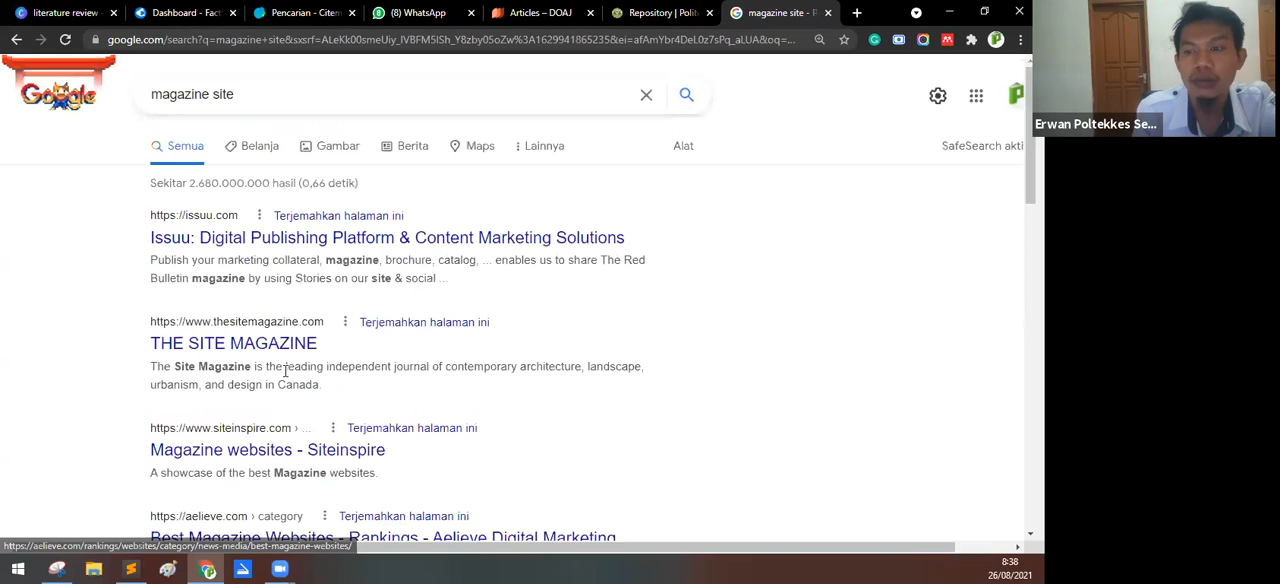 literature review -
Dashboard - Fact
Pencarian - Citem
(8) WhatsApp
Articles – DOAJ
Repository | Polit
magazine site - P
google.com/search?q=magazine+site&sxsrf=ALeKk00smeUiy_IVBFM5lSh_Y8zby05oZw%3A1629941865235&ei=afAmYbr4DeL0z7sPq_aLUA&oq=...
Google
magazine site
Erwan Poltekkes Se...
Semua
Belanja
Gambar
Berita
Maps
Lainnya
Alat
SafeSearch akti
Sekitar 2.680.000.000 hasil (0,66 detik)
https://issuu.com
Terjemahkan halaman ini
Issuu: Digital Publishing Platform & Content Marketing Solutions
Publish your marketing collateral, magazine, brochure, catalog, ... enables us to share The Red
Bulletin magazine by using Stories on our site & social ...
https://www.thesitemagazine.com
Terjemahkan halaman ini
THE SITE MAGAZINE
The Site Magazine is the leading independent journal of contemporary architecture, landscape,
urbanism, and design in Canada.
https://www.siteinspire.com › ...
Terjemahkan halaman ini
Magazine websites - Siteinspire
A showcase of the best Magazine websites.
https://aelieve.com › category
Terjemahkan halaman ini
Best Magazine Websites - Rankings - Aelieve Digital Marketing
https://aelieve.com/rankings/websites/category/news-media/best-magazine-websites/
8:38
26/08/2021